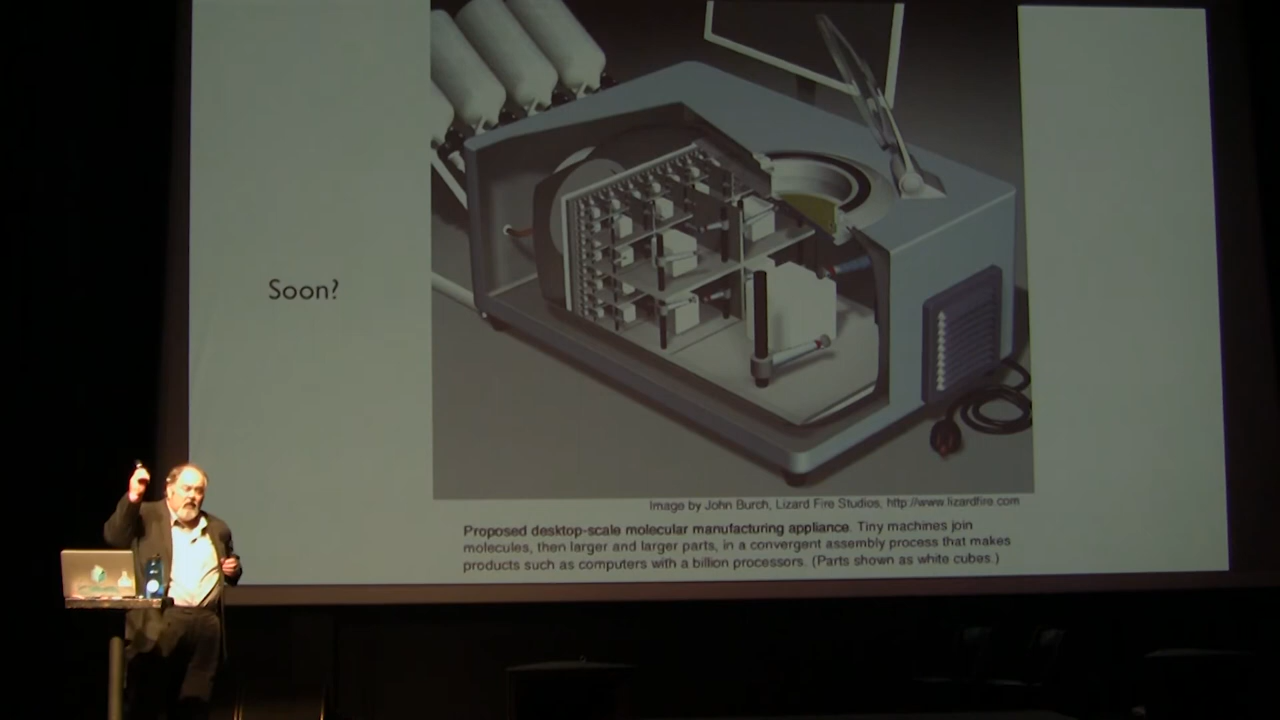 Soon?
Image by John Burch, Lizard Fire Studios, http://www.lizardfire.com
Proposed desktop-scale molecular manufacturing appliance. Tiny machines join
molecules, then larger and larger parts, in a convergent assembly process that makes
products such as computers with a billion processors. (Parts shown as white cubes.)